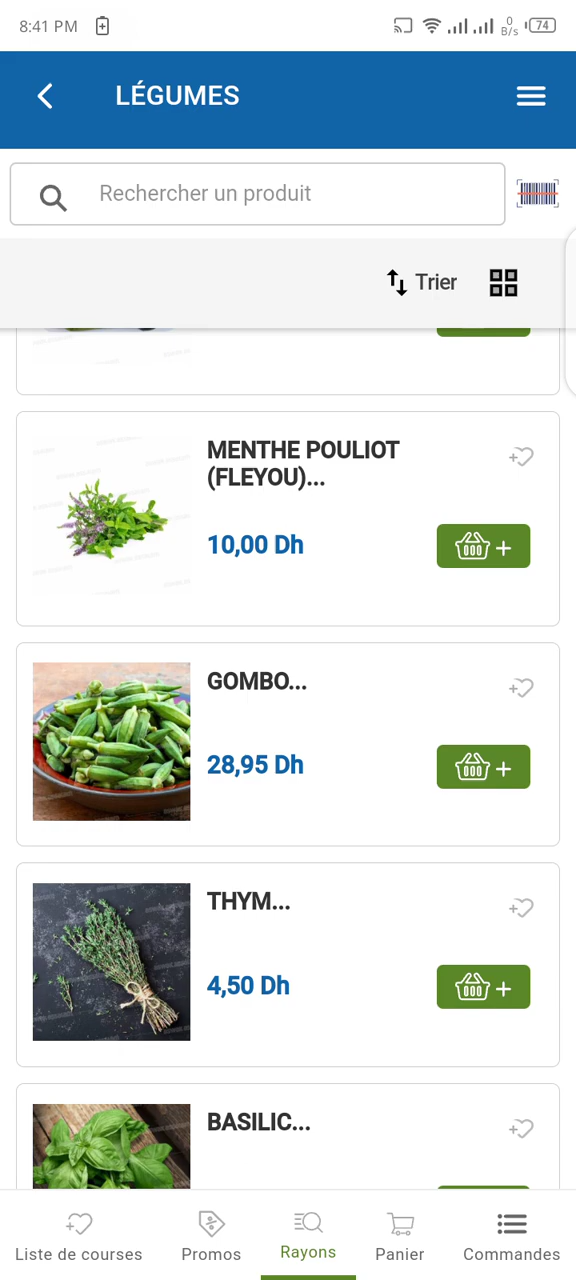 8:41 PM
0
B/s
74
LÉGUMES
Rechercher un produit
Trier
MENTHE POULIOT
(FLEYOU)...
10,00 Dh
GOMBO...
28,95 Dh
THYM...
4,50 Dh
BASILIC...
Liste de courses
Promos
Rayons
Panier
Commandes